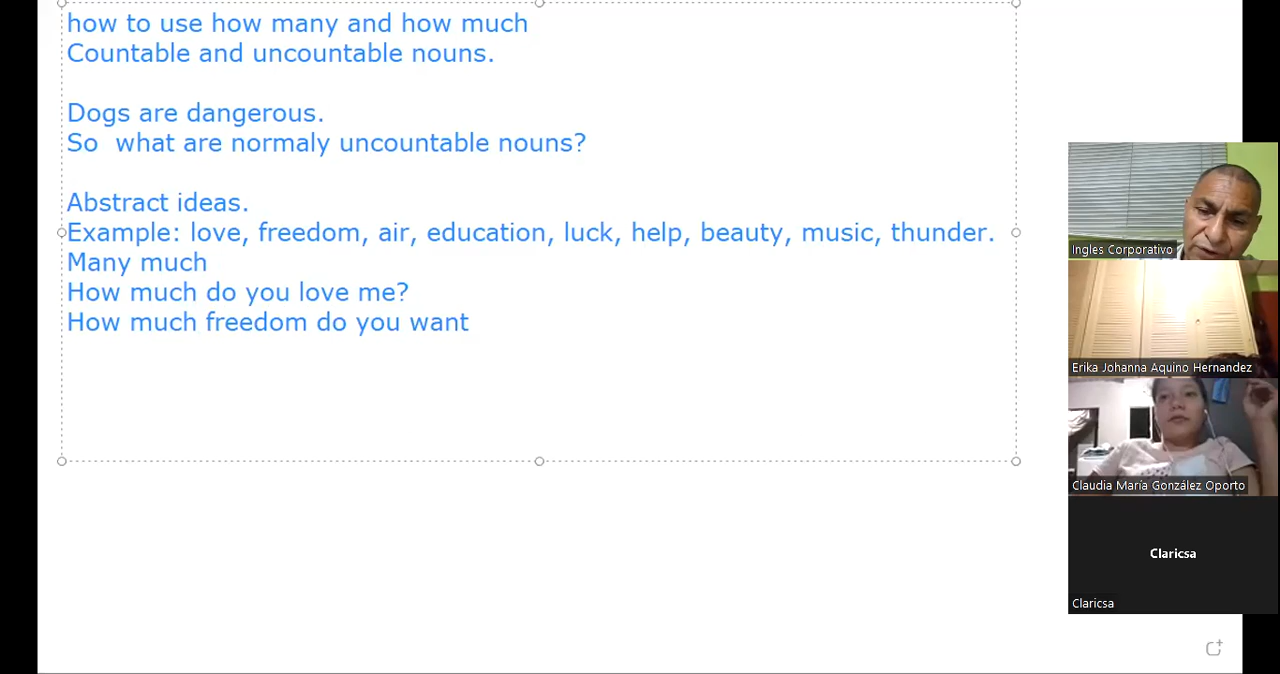 how to use how many and how much
Countable and uncountable nouns.
Dogs are dangerous.
So  what are normaly uncountable nouns?
Abstract ideas.
Example: love, freedom, air, education, luck, help, beauty, music, thunder.
Many much
How much do you love me?
How much freedom do you want
Ingles Corporativo
Erika Johanna Aquino Hernandez
Claudia María González Oporto
Claricsa
Claricsa